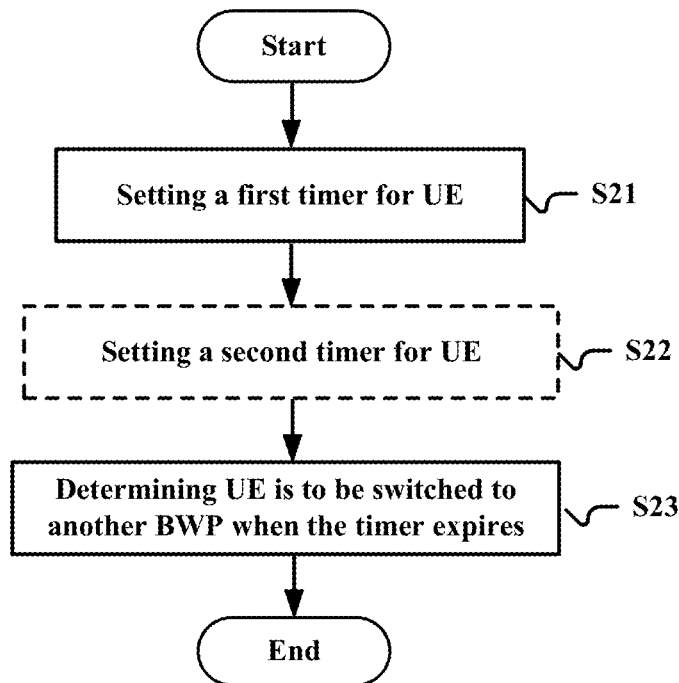 Start
Setting a first timer for UE
S21
Setting a second timer for UE
S22
Determining UE is to be switched to
another BWP when the timer expires
S23
End